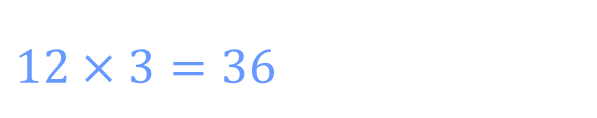 12 × 3 = 36